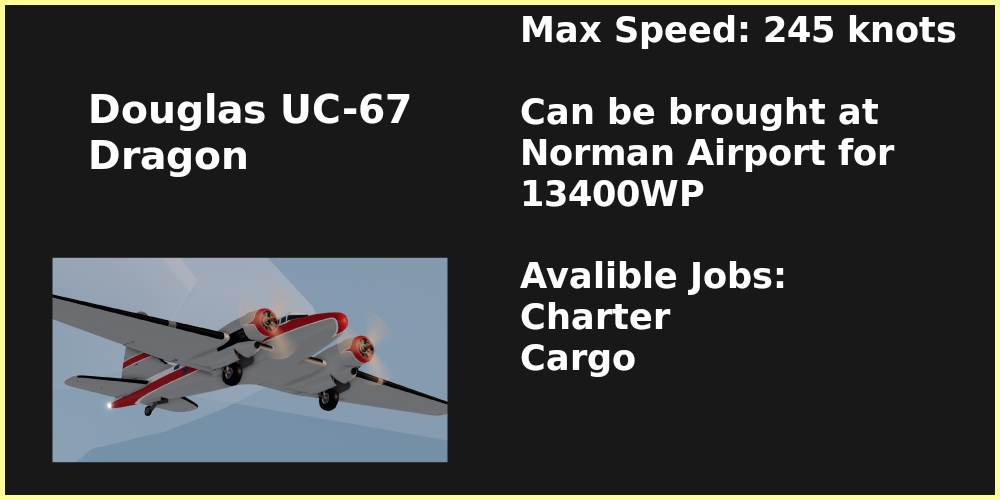 Douglas UC-67
Dragon
Max Speed: 245 knots
Can be brought at
Norman Airport for
13400WP
Avalible Jobs:
Charter
Cargo